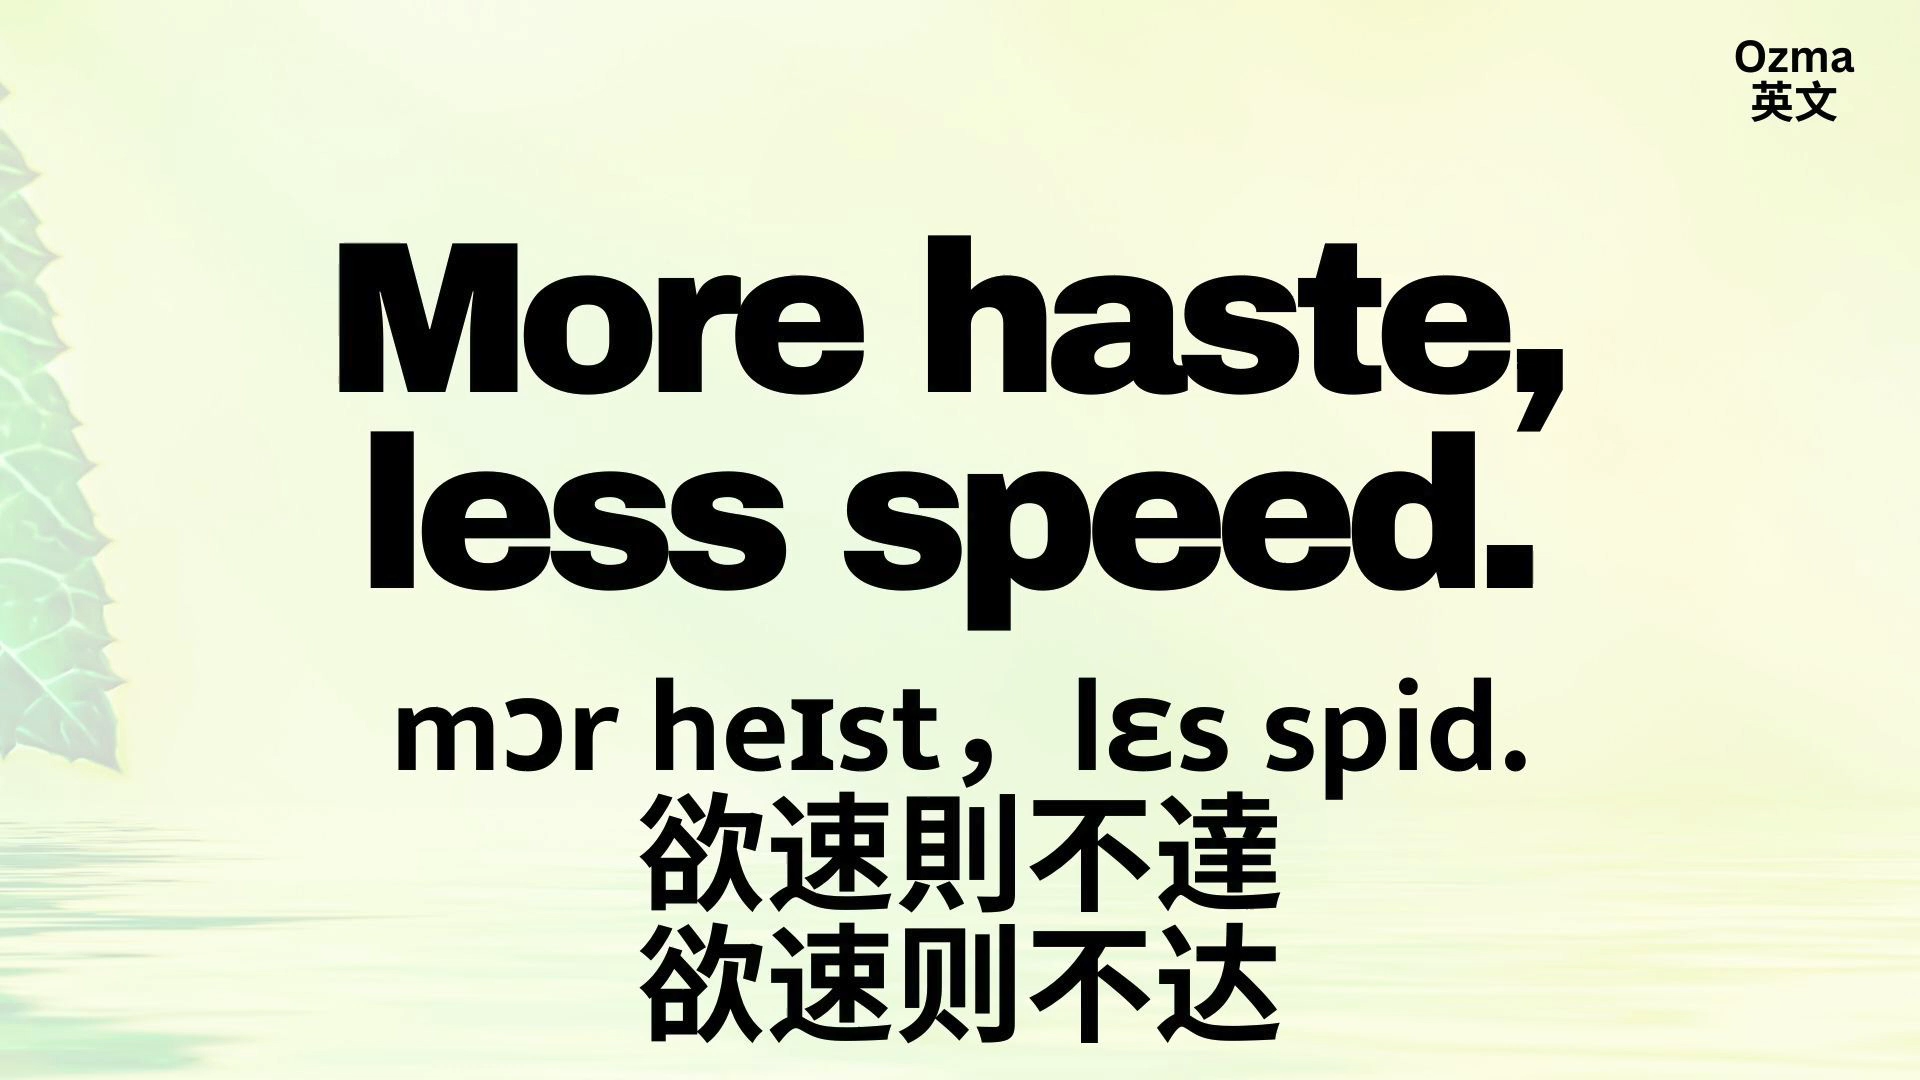 Ozma
英文
More haste,
less speed.
mɔr heɪst，lɛs spid.
欲速則不達
欲速则不达